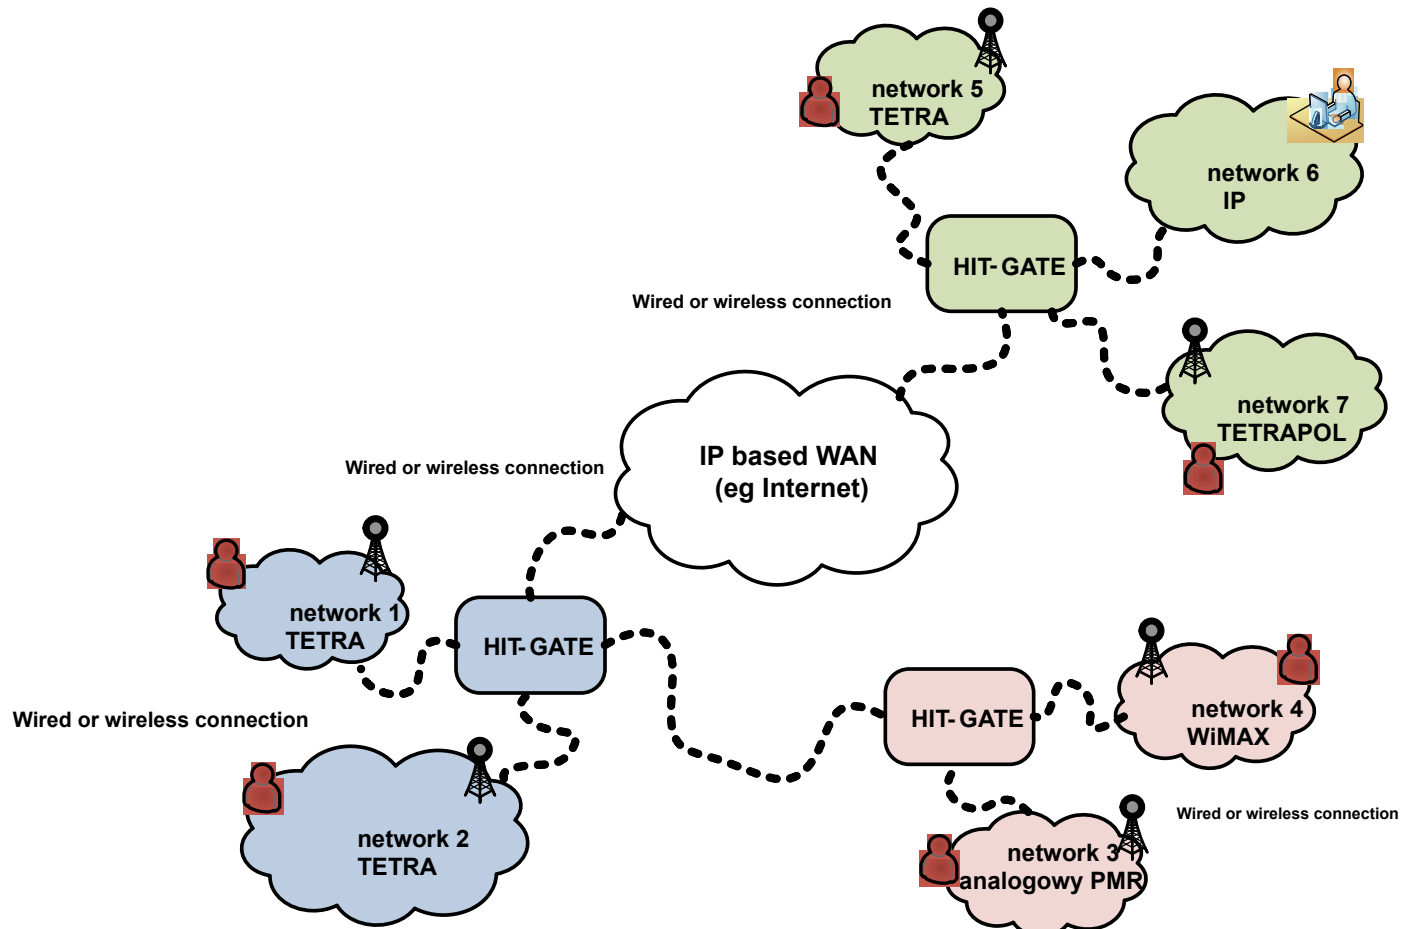 network 5
TETRA
network 6
IP
HIT- GATE
Wired or wireless connection
network 7
TETRAPOL
IP based WAN
(eg Internet)
Wired or wireless connection
network 1
TETRA
HIT- GATE
Wired or wireless connection
HIT- GATE
network 4
WiMAX
Wired or wireless connection
network 2
TETRA
network 3
analogowy PMR